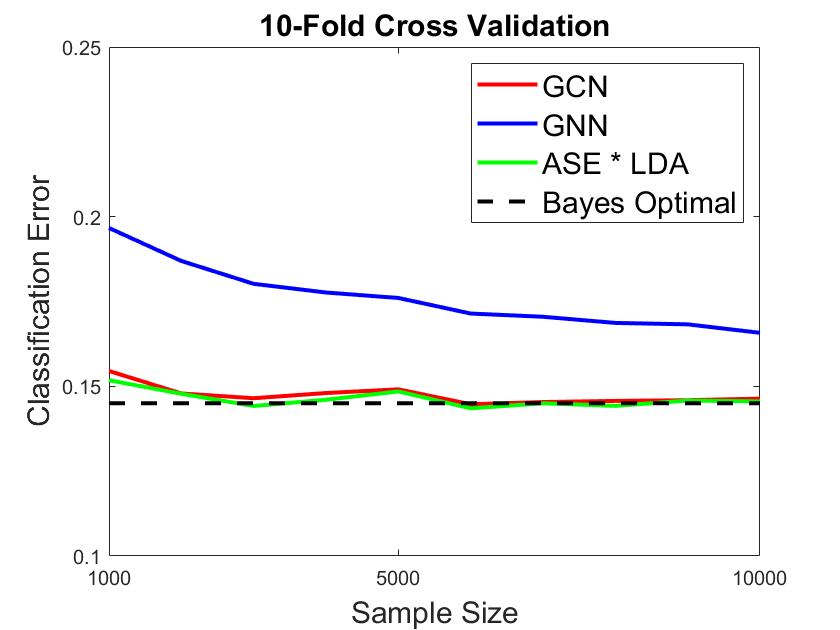 10-Fold Cross Validation
0.25
0.2
0.15
0.1
Classification Error
GCN
GNN
ASE * LDA
Bayes Optimal
1000
5000
10000
Sample Size